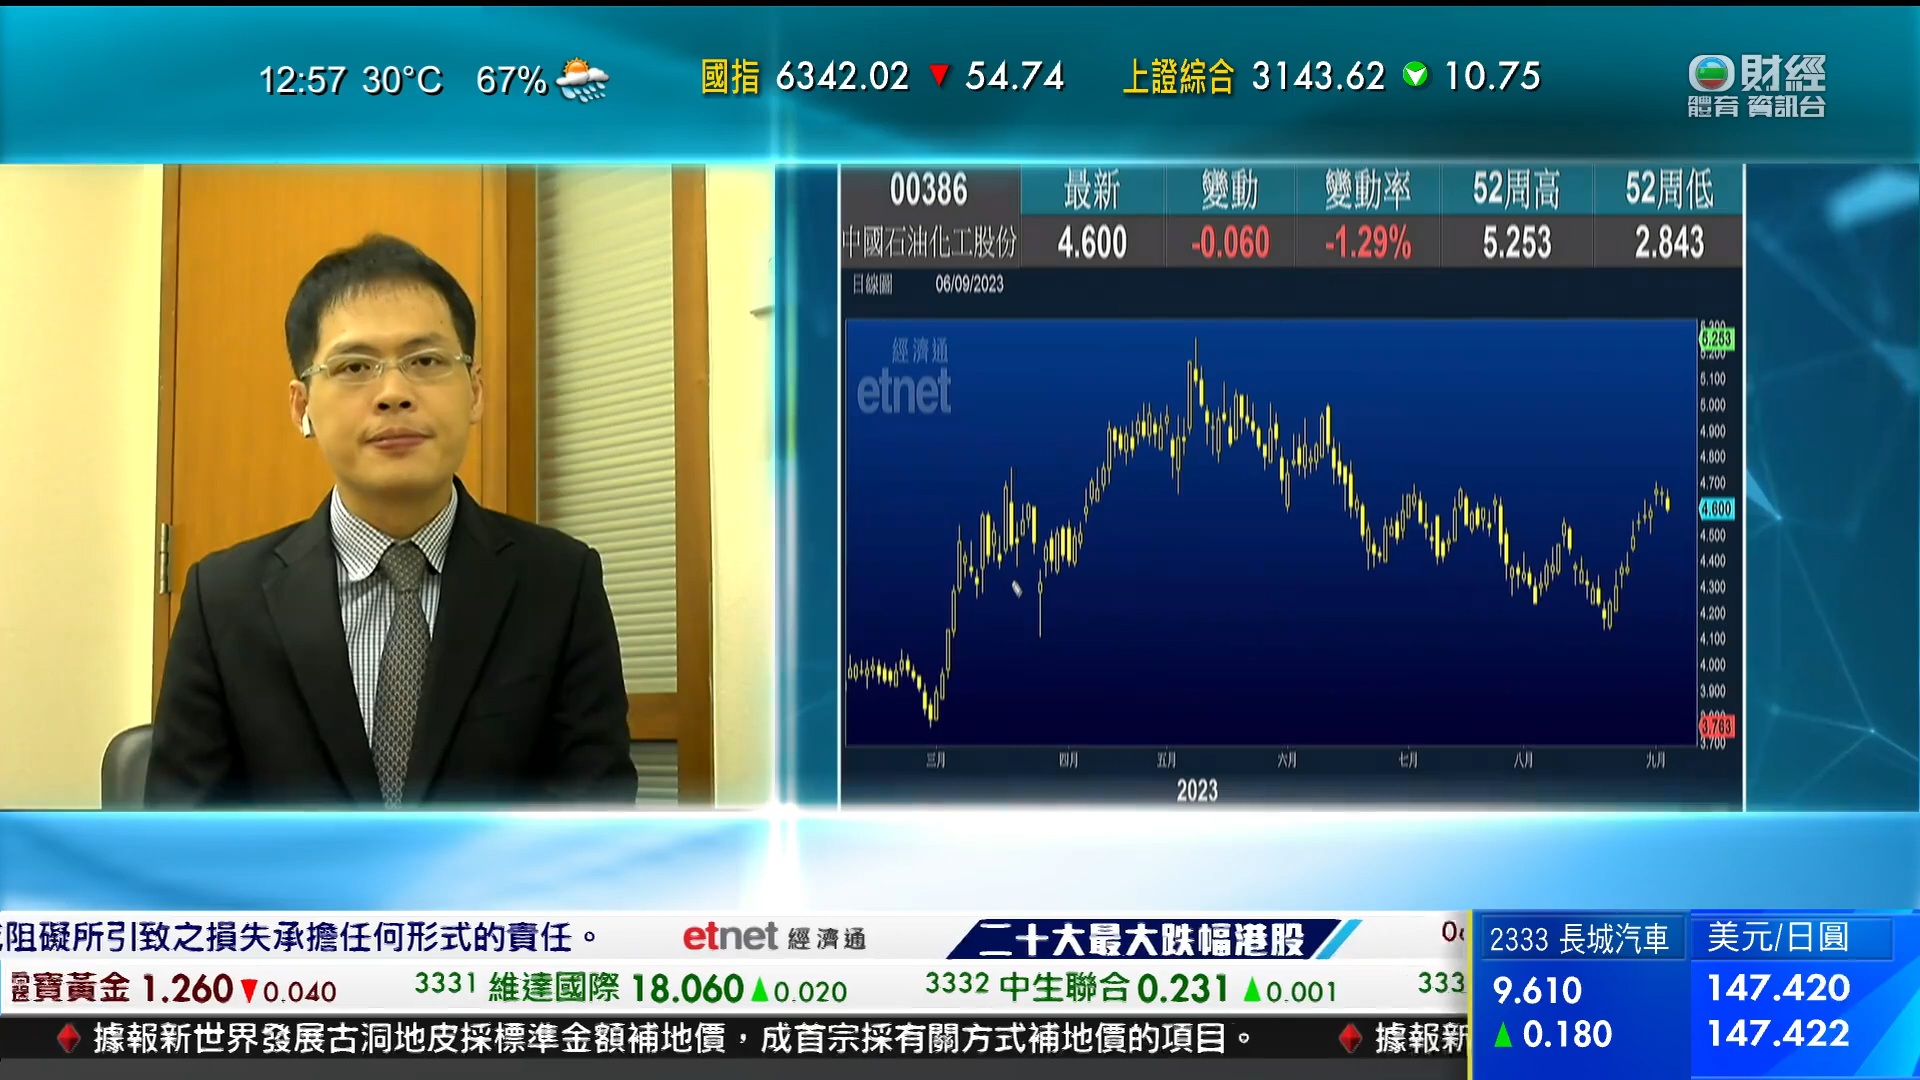 12:57 30°C 67%
國指 6342.02 ▼ 54.74
上證綜合 3143.62 10.75
財經
體育 資訊台
00386 最新 變動 變動率 52周高 52周低
中國石油化工股份 4.600 -0.060 -1.29% 5.253 2.843
日線圖 06/09/2023
經濟通
etnet
5.253
5.200
5.100
5.000
4.900
4.800
4.700
4.600
4.500
4.400
4.300
4.200
4.100
4.000
3.900
3.763
3.700
三月 四月 五月 六月 七月 八月 九月
2023
阻礙所引致之損失承擔任何形式的責任。 etnet 經濟通 二十大最大跌幅港股
寶黃金 1.260 ▼ 0.040 3331 維達國際 18.060 ▲ 0.020 3332 中生聯合 0.231 ▲ 0.001 333
據報新世界發展古洞地皮採標準金額補地價，成首宗採有關方式補地價的項目。 據報新
2333 長城汽車
9.610
▲ 0.180
美元/日圓
147.420
147.422